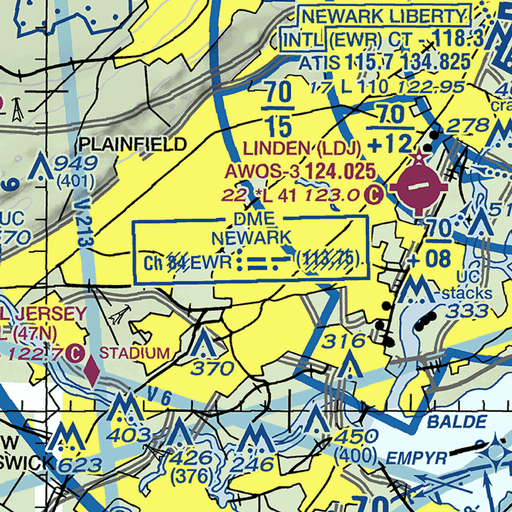 NEWARK LIBERTY
INTL (EWR) CT - 118.3
ATIS 115.7 134.825
17 L 110 122.95
70
15
70
+12
278
PLAINFIELD
LINDEN (LDJ)
AWOS-3 124.025
22 *L 41 123.0 C
949
(401)
V 213
DME
NEWARK
Ch 84 EWR (113.75)
70
+08
UC
UC
stacks
333
JERSEY
(47N)
122.7 C
STADIUM
370
316
V 6
403
426
(376)
246
450
(400)
BALDE
EMPYR
623
SWICK
70